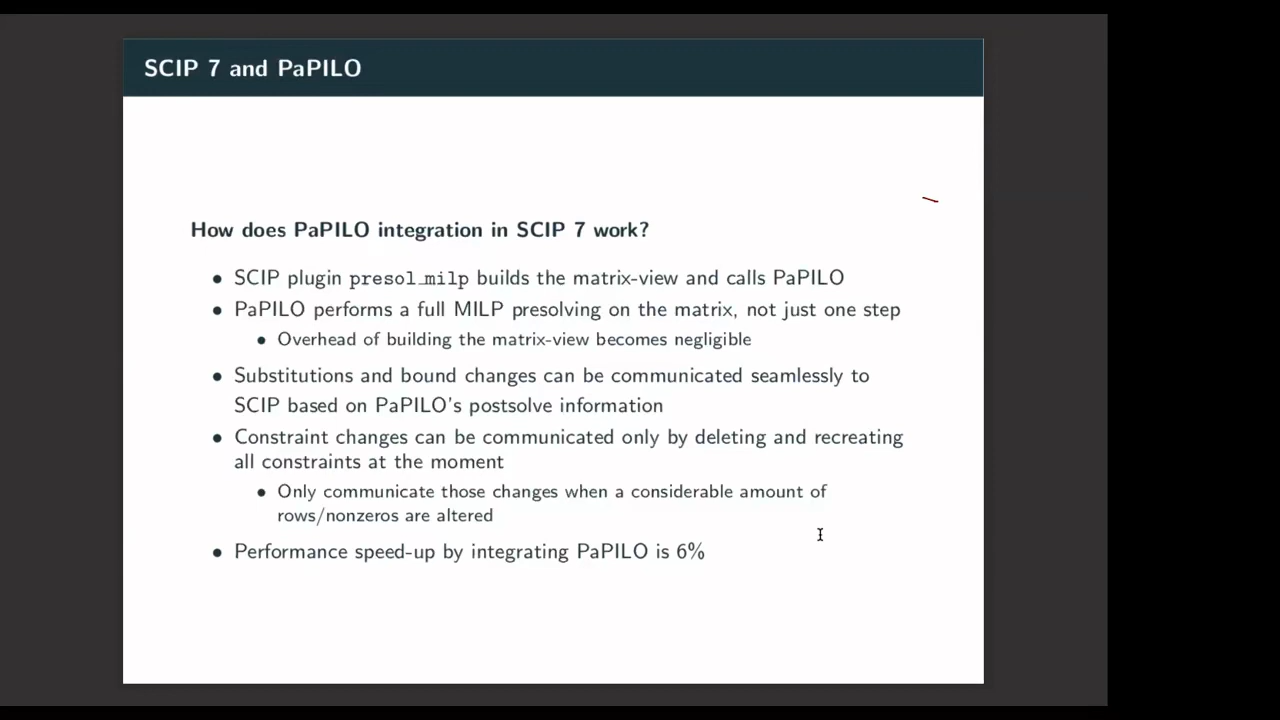 SCIP 7 and PaPILO
How does PaPILO integration in SCIP 7 work?
• SCIP plugin presol_milp builds the matrix-view and calls PaPILO
• PaPILO performs a full MILP presolving on the matrix, not just one step
• Overhead of building the matrix-view becomes negligible
• Substitutions and bound changes can be communicated seamlessly to
SCIP based on PaPILO's postsolve information
• Constraint changes can be communicated only by deleting and recreating
all constraints at the moment
• Only communicate those changes when a considerable amount of
rows/nonzeros are altered
• Performance speed-up by integrating PaPILO is 6%